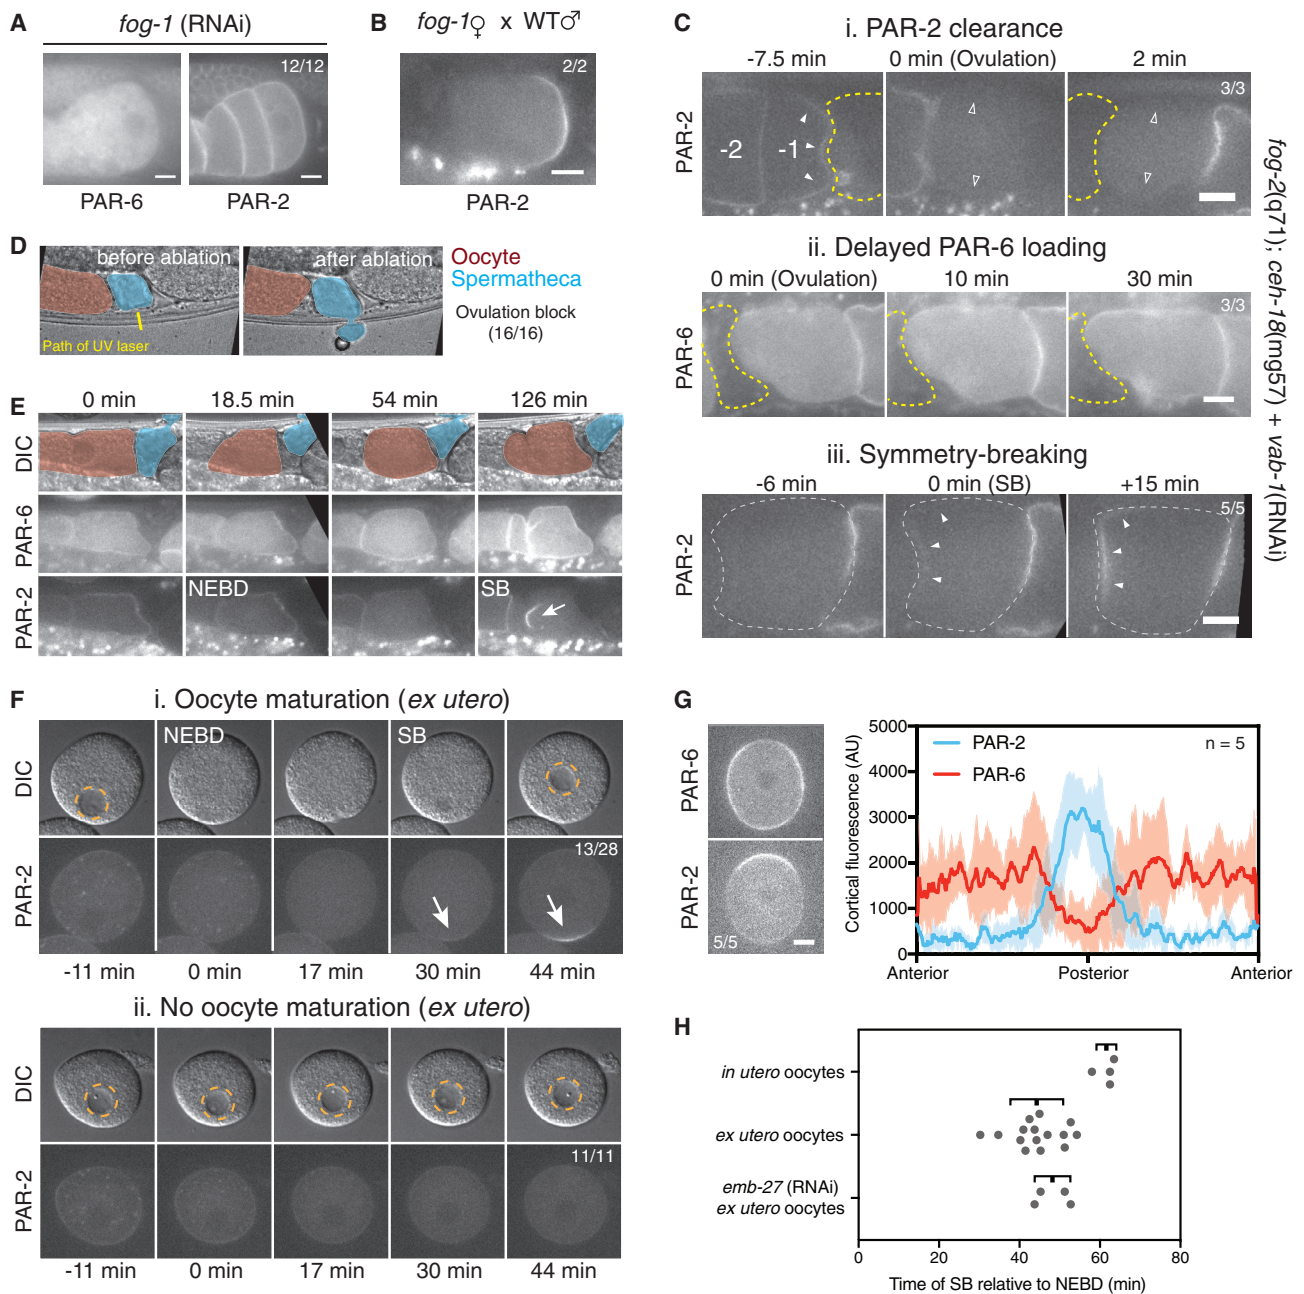 A
fog-1 (RNAi)
12/12
PAR-6
PAR-2
B
fog-1♀ x WT♂
2/2
PAR-2
C
i. PAR-2 clearance
-7.5 min
0 min (Ovulation)
2 min
PAR-2
-2
-1
3/3
ii. Delayed PAR-6 loading
0 min (Ovulation)
10 min
30 min
PAR-6
3/3
iii. Symmetry-breaking
-6 min
0 min (SB)
+15 min
PAR-2
5/5
fog-2(q71); ceh-18(mg57) + vab-1(RNAi)
D
before ablation
after ablation
Path of UV laser
Oocyte
Spermatheca
Ovulation block
(16/16)
E
0 min
18.5 min
54 min
126 min
DIC
PAR-6
PAR-2
NEBD
SB
F
i. Oocyte maturation (ex utero)
DIC
NEBD
SB
PAR-2
13/28
-11 min
0 min
17 min
30 min
44 min
ii. No oocyte maturation (ex utero)
DIC
PAR-2
11/11
-11 min
0 min
17 min
30 min
44 min
G
PAR-6
PAR-2
5/5
Cortical fluorescence (AU)
5000
4000
3000
2000
1000
0
PAR-2
PAR-6
n = 5
Anterior
Posterior
Anterior
H
in utero oocytes
ex utero oocytes
emb-27 (RNAi)
ex utero oocytes
0
20
40
60
80
Time of SB relative to NEBD (min)